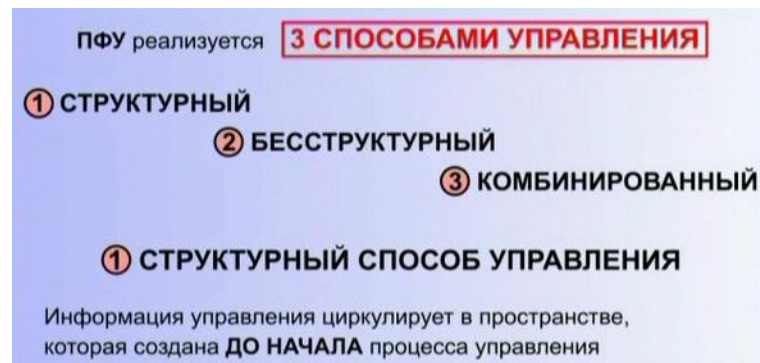 ПФУ реализуется 3 СПОСОБАМИ УПРАВЛЕНИЯ
1 СТРУКТУРНЫЙ
2 БЕССТРУКТУРНЫЙ
3 КОМБИНИРОВАННЫЙ
1 СТРУКТУРНЫЙ СПОСОБ УПРАВЛЕНИЯ
Информация управления циркулирует в пространстве,
которая создана ДО НАЧАЛА процесса управления